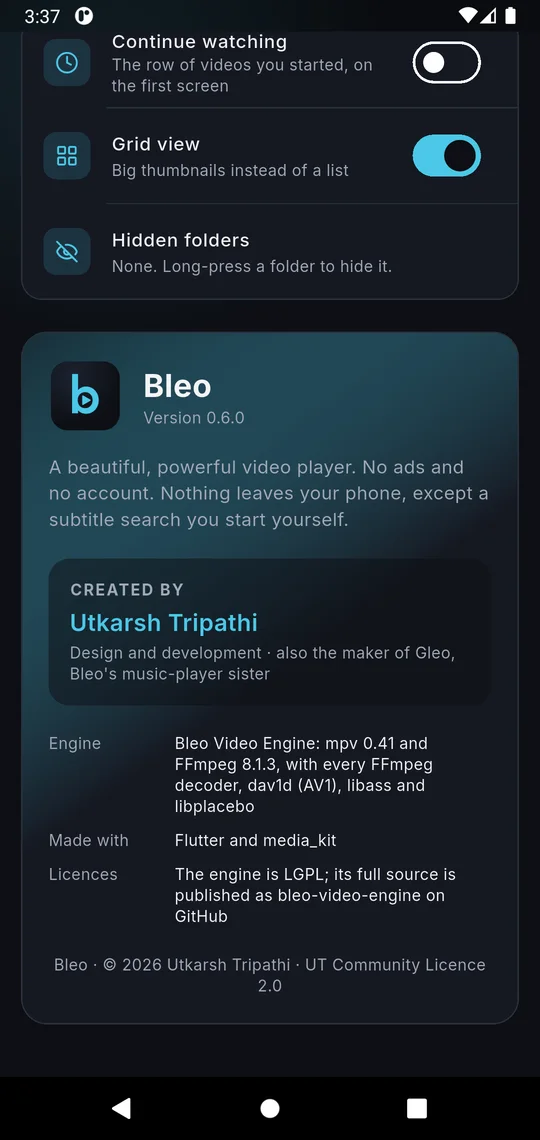 3:37
Continue watching
The row of videos you started, on
the first screen
Grid view
Big thumbnails instead of a list
Hidden folders
None. Long-press a folder to hide it.
Bleo
Version 0.6.0
A beautiful, powerful video player. No ads and
no account. Nothing leaves your phone, except a
subtitle search you start yourself.
CREATED BY
Utkarsh Tripathi
Design and development · also the maker of Gleo,
Bleo's music-player sister
Engine
Bleo Video Engine: mpv 0.41 and
FFmpeg 8.1.3, with every FFmpeg
decoder, dav1d (AV1), libass and
libplacebo
Made with
Flutter and media_kit
Licences
The engine is LGPL; its full source is
published as bleo-video-engine on
GitHub
Bleo · © 2026 Utkarsh Tripathi · UT Community Licence
2.0